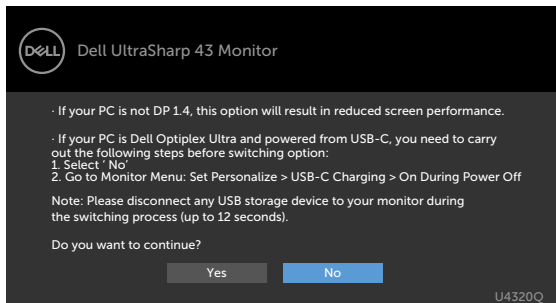 DELL
Dell UltraSharp 43 Monitor
· If your PC is not DP 1.4, this option will result in reduced screen performance.
· If your PC is Dell Optiplex Ultra and powered from USB-C, you need to carry
out the following steps before switching option:
1. Select ‘ No’
2. Go to Monitor Menu: Set Personalize > USB-C Charging > On During Power Off
Note: Please disconnect any USB storage device to your monitor during
the switching process (up to 12 seconds).
Do you want to continue?
Yes
No
U4320Q